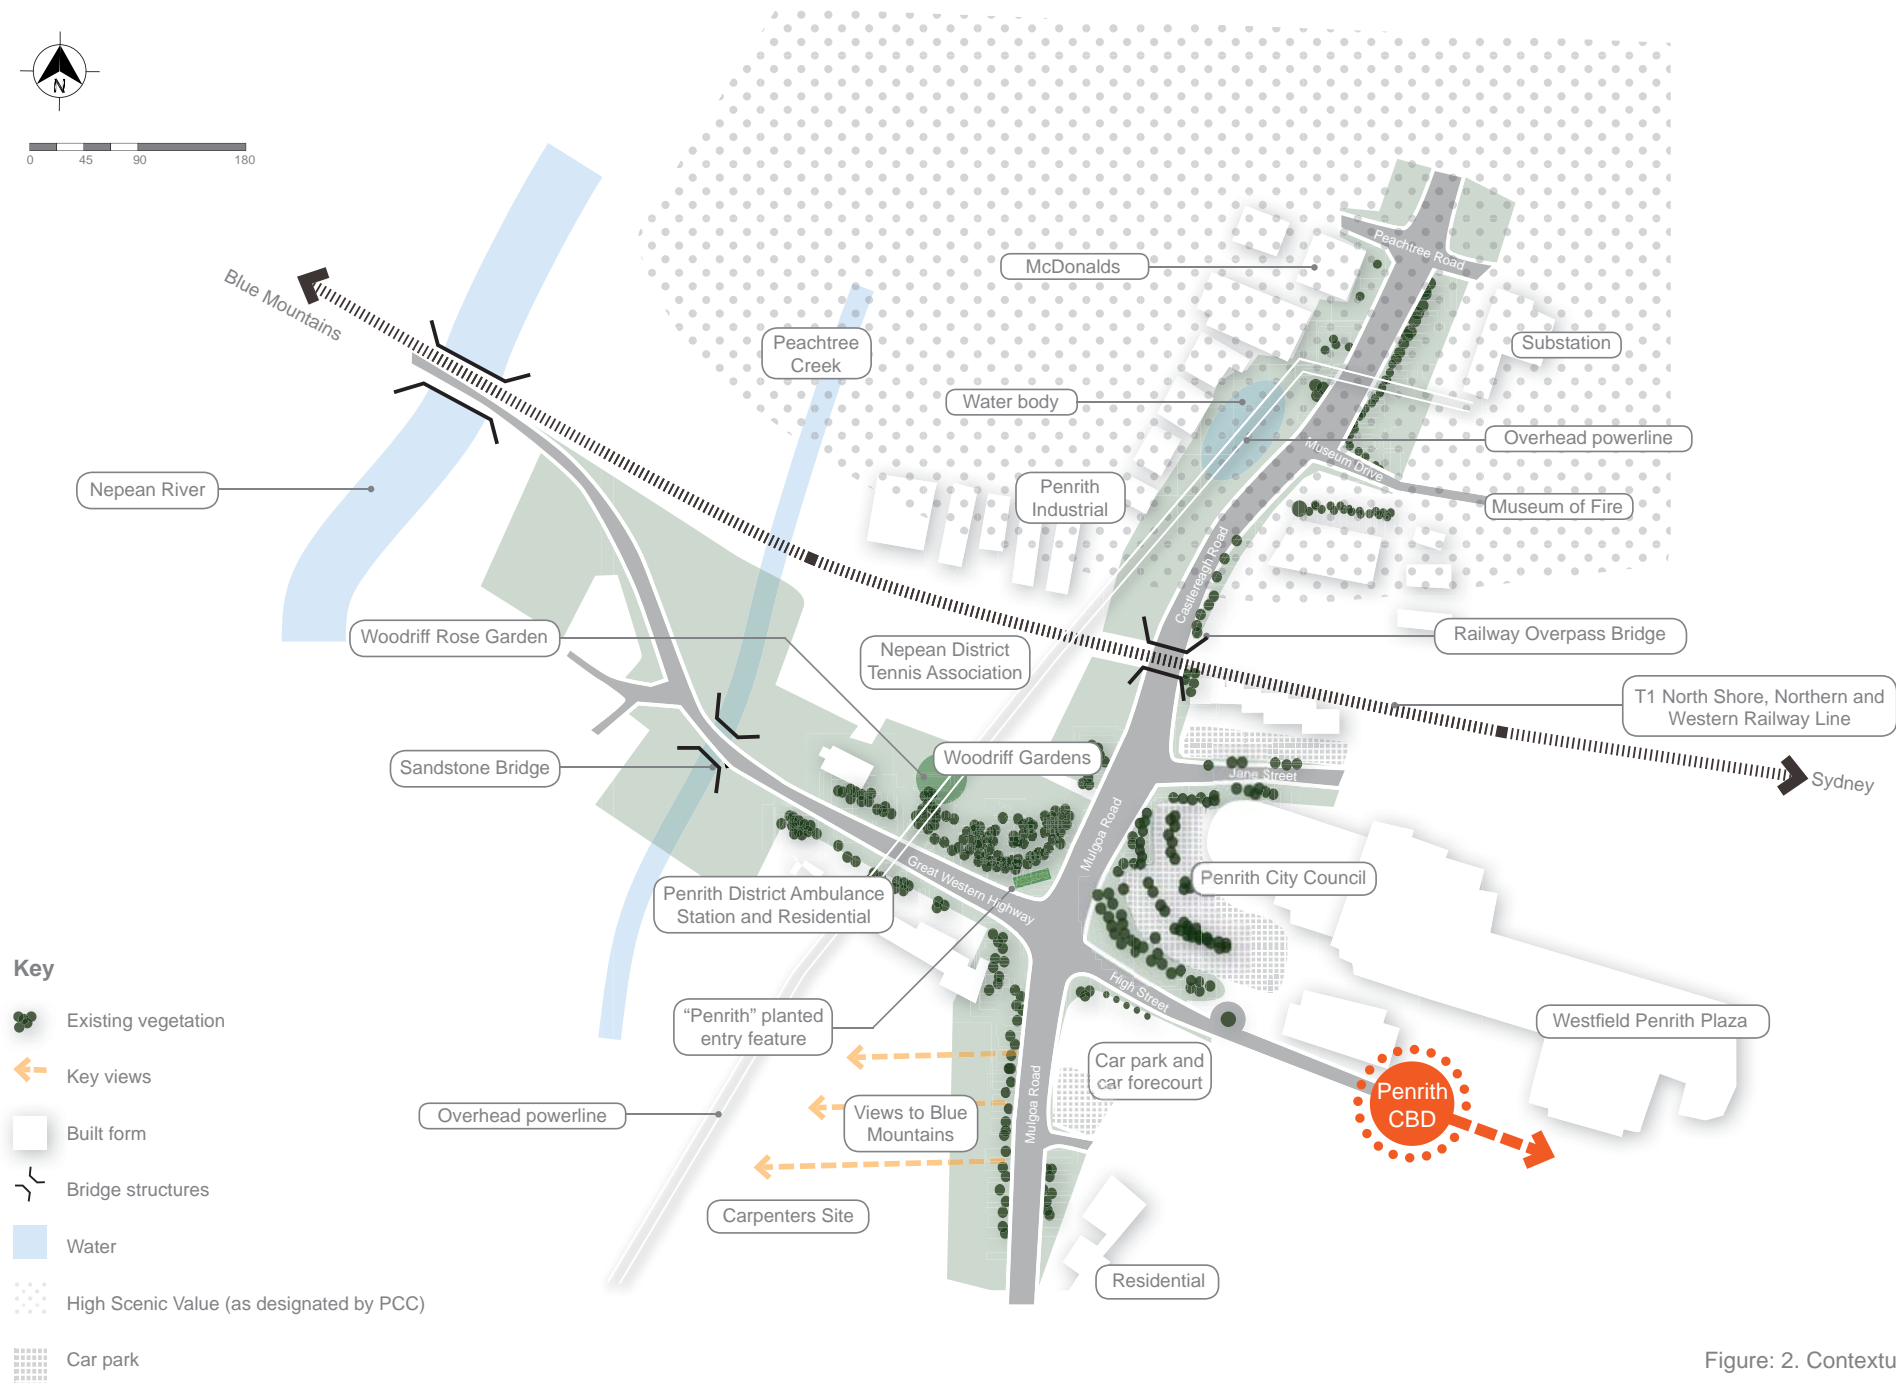 N
0 45 90 180
Blue Mountains
Peachtree Road
McDonalds
Substation
Peachtree
Creek
Water body
Overhead powerline
Museum Drive
Nepean River
Penrith
Industrial
Museum of Fire
Castlereagh Road
Woodriff Rose Garden
Railway Overpass Bridge
Nepean District
Tennis Association
T1 North Shore, Northern and
Western Railway Line
Sandstone Bridge
Woodriff Gardens
Jane Street
Sydney
Mulgoa Road
Great Western Highway
Penrith City Council
Penrith District Ambulance
Station and Residential
High Street
Key
Existing vegetation
Key views
Built form
Bridge structures
Water
High Scenic Value (as designated by PCC)
Car park
"Penrith" planted
entry feature
Westfield Penrith Plaza
Car park and
car forecourt
Penrith
CBD
Mulgoa Road
Overhead powerline
Views to Blue
Mountains
Carpenters Site
Residential
Figure: 2. Contextu